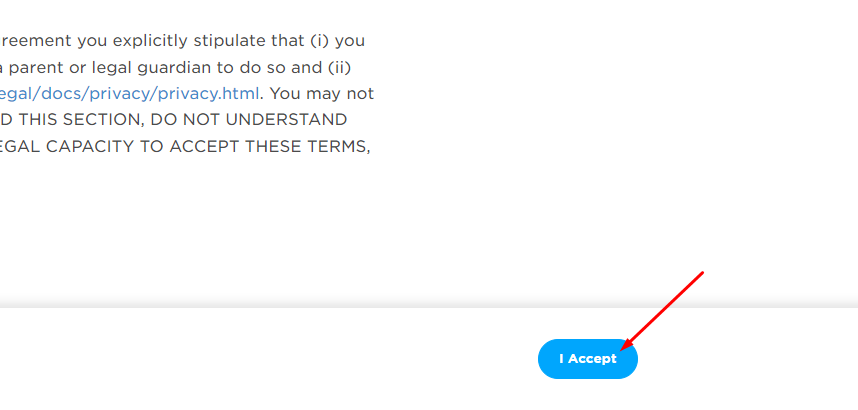 reement you explicitly stipulate that (i) you
a parent or legal guardian to do so and (ii)
egal/docs/privacy/privacy.html. You may not
D THIS SECTION, DO NOT UNDERSTAND
EGAL CAPACITY TO ACCEPT THESE TERMS,
I Accept